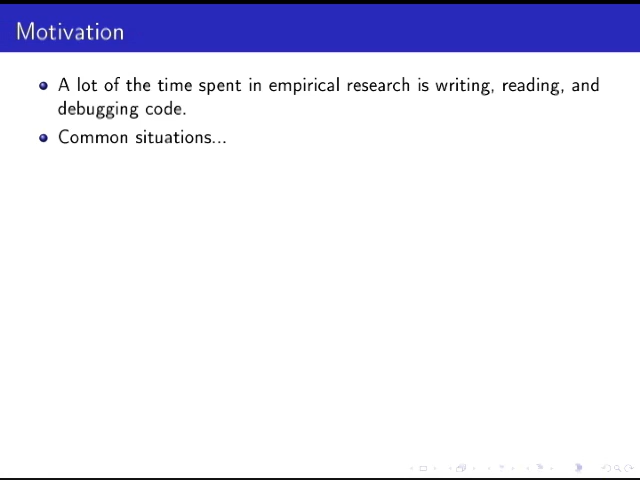 Motivation
A lot of the time spent in empirical research is writing, reading, and
debugging code.
Common situations...